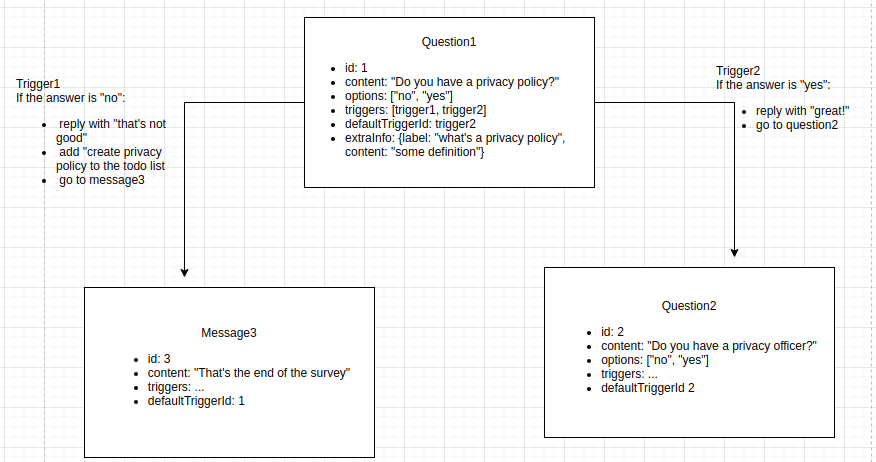 Question1
• id: 1
• content: "Do you have a privacy policy?"
• options: ["no", "yes"]
• triggers: [trigger1, trigger2]
• defaultTriggerId: trigger2
• extraInfo: {label: "what's a privacy policy",
content: "some definition"}
Trigger1
If the answer is "no":
• reply with "that's not
good"
• add "create privacy
policy to the todo list
• go to message3
Trigger2
If the answer is "yes":
• reply with "great!"
• go to question2
Message3
• id: 3
• content: "That's the end of the survey"
• triggers: ...
• defaultTriggerId: 1
Question2
• id: 2
• content: "Do you have a privacy officer?"
• options: ["no", "yes"]
• triggers: ...
• defaultTriggerId 2